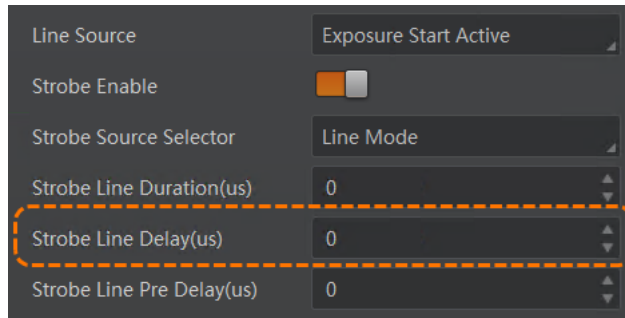 Line Source Exposure Start Active
Strobe Enable
Strobe Source Selector Line Mode
Strobe Line Duration(us) 0
Strobe Line Delay(us) 0
Strobe Line Pre Delay(us) 0